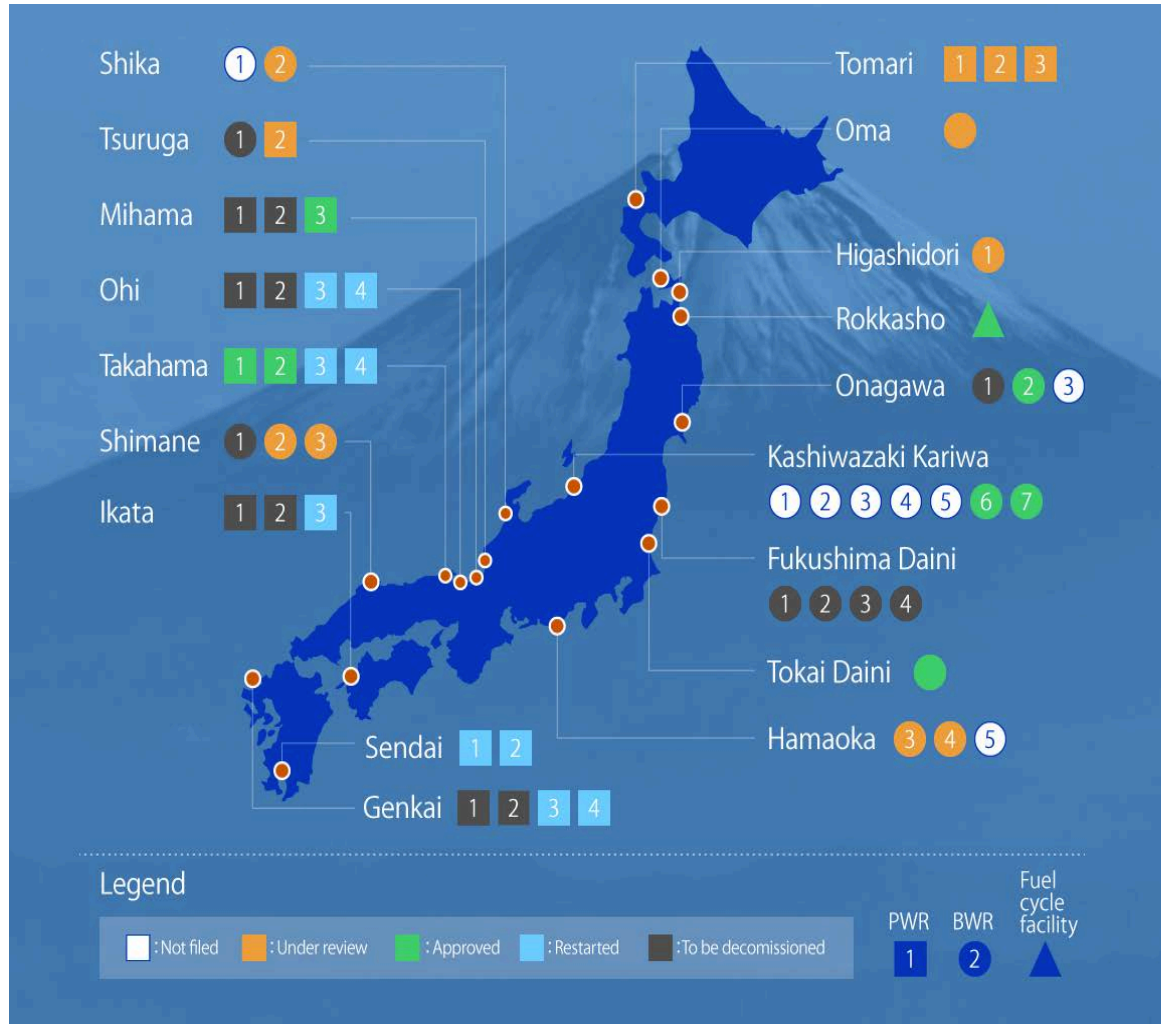 Shika 1 2
Tsuruga 1 2
Mihama 1 2 3
Ohi 1 2 3 4
Takahama 1 2 3 4
Shimane 1 2 3
Ikata 1 2 3
Tomari 1 2 3
Oma
Higashidori 1
Rokkasho
Onagawa 1 2 3
Kashiwazaki Kariwa
1 2 3 4 5 6 7
Fukushima Daini
1 2 3 4
Tokai Daini
Hamaoka 3 4 5
Sendai 1 2
Genkai 1 2 3 4
Legend
: Not filed : Under review : Approved : Restarted : To be decomissioned
PWR
1
BWR
2
Fuel
cycle
facility